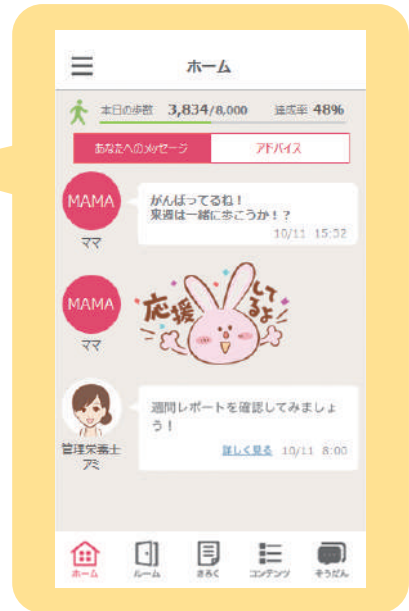 ホーム
本日の歩数 3,834/8,000 達成率 48%
あなたへのメッセージ アドバイス
MAMA
がんばってるね！
来週は一緒に歩こうか！？
10/11 15:52
ママ
MAMA
応援してるよ
ママ
週間レポートを確認してみましょ
う！
詳しく見る 10/11 8:00
管理栄養士
アミ
ホーム ルーム きろく コンテンツ そうだん